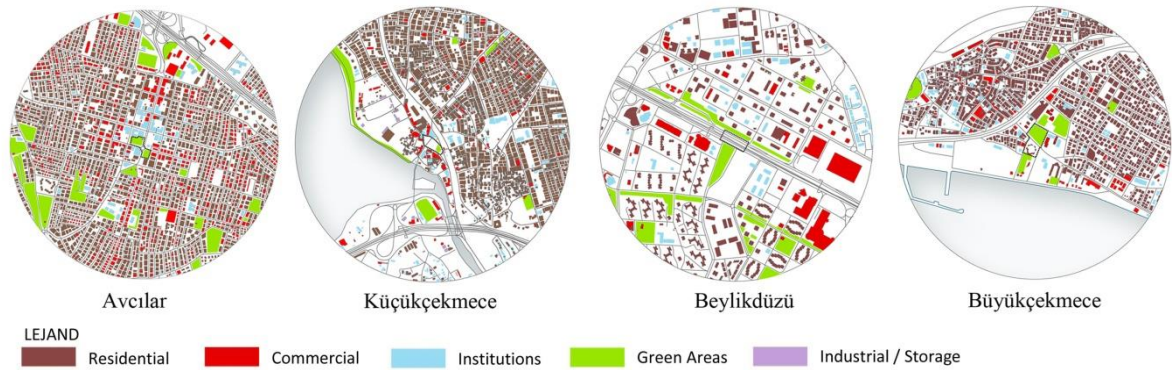 Avcılar
Küçükçekmece
Beylikdüzü
Büyükçekmece
LEJAND
Residential
Commercial
Institutions
Green Areas
Industrial / Storage